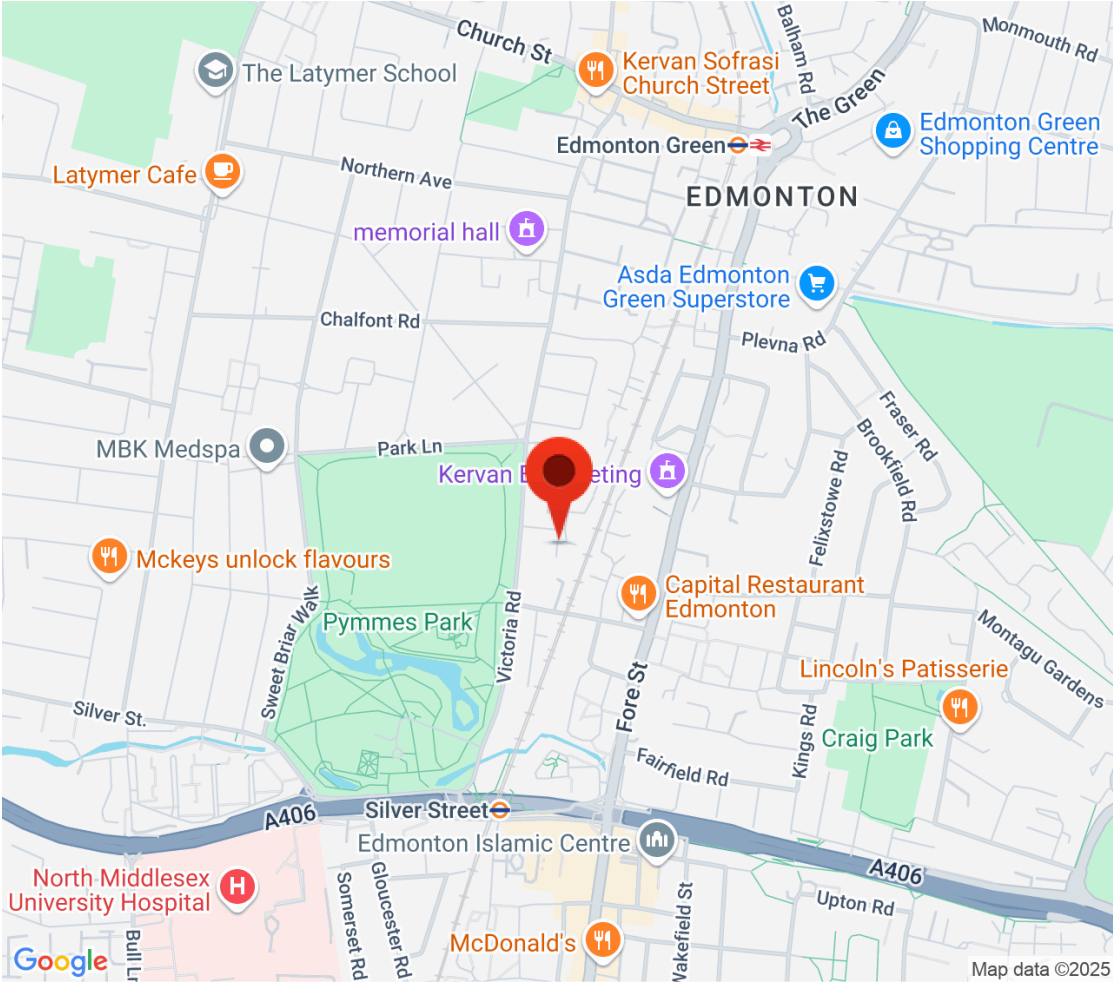 Church St
Kervan Sofrasi
Church Street
Balham Rd
Monmouth Rd
The Latymer School
The Green
Edmonton Green
Edmonton Green
Shopping Centre
Latymer Cafe
Northern Ave
EDMONTON
memorial hall
Asda Edmonton
Green Superstore
Chalfont Rd
Plevna Rd
Fraser Rd
Brookfield Rd
MBK Medspa
Park Ln
Kervan
eting
Felixstowe Rd
Mckeys unlock flavours
Capital Restaurant
Edmonton
Sweet Briar Walk
Pymmes Park
Victoria Rd
Montagu Gardens
Lincoln's Patisserie
Silver St.
Fore St
Kings Rd
Craig Park
Fairfield Rd
A406
Silver Street
Edmonton Islamic Centre
A406
North Middlesex
University Hospital
H
Somerset Rd
Gloucester Rd
Wakefield St
Upton Rd
Bull Ln
McDonald's
Google
Map data ©2025